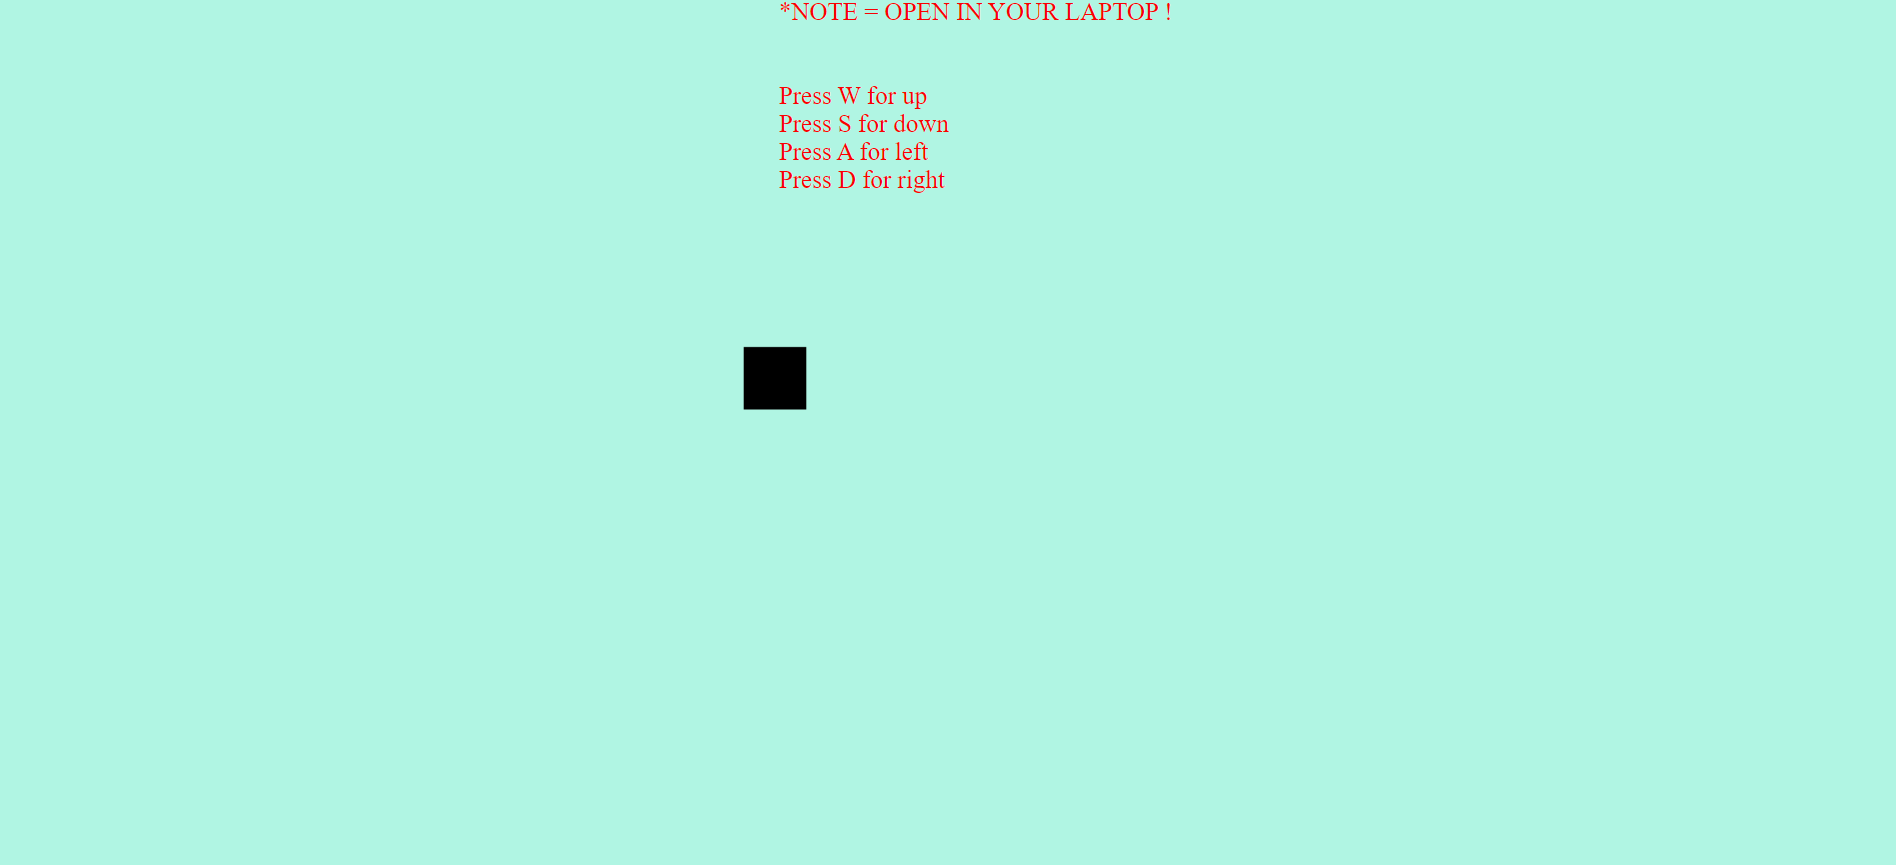 *NOTE = OPEN IN YOUR LAPTOP !
Press W for up
Press S for down
Press A for left
Press D for right